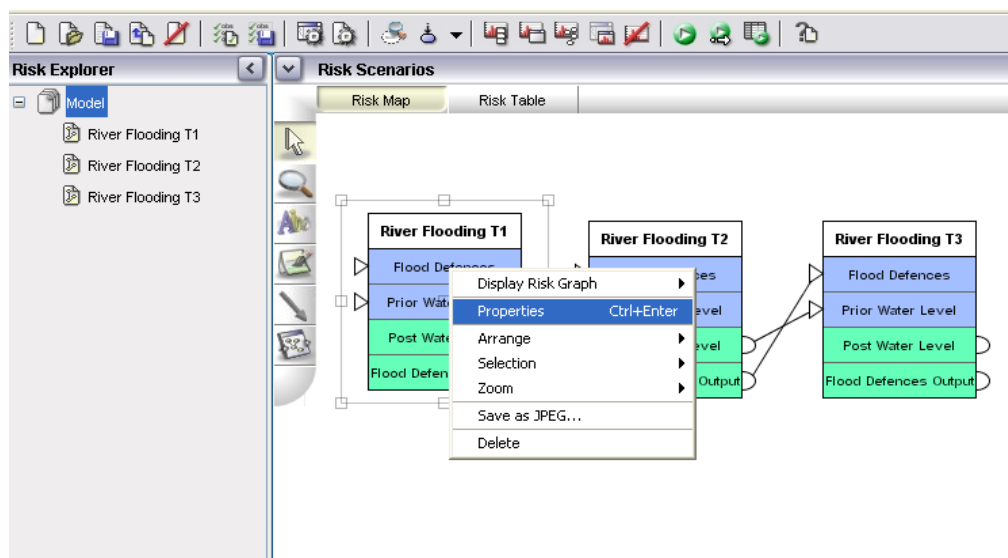 Risk Explorer
Risk Scenarios
Model
River Flooding T1
River Flooding T2
River Flooding T3
Risk Map
Risk Table
River Flooding T1
Flood Defences
Prior Wat
Post Wate
Flood Defen
Display Risk Graph
Properties Ctrl+Enter
Arrange
Selection
Zoom
Save as JPEG...
Delete
River Flooding T2
ces
evel
evel
Output
River Flooding T3
Flood Defences
Prior Water Level
Post Water Level
Flood Defences Output